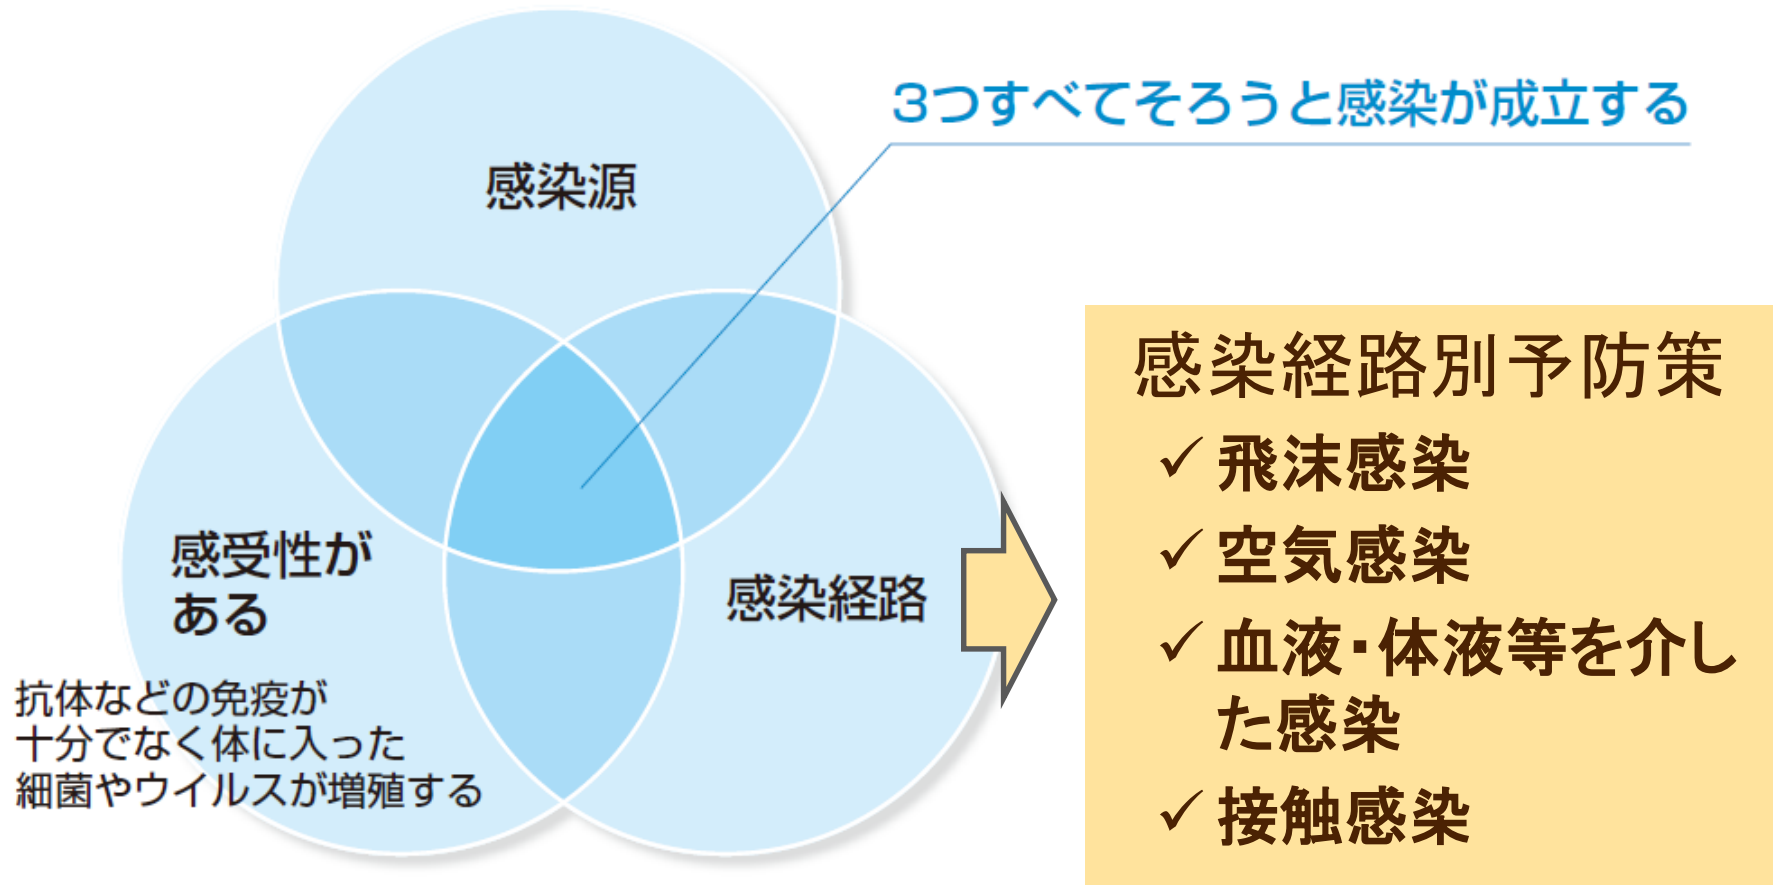 3つすべてそろうと感染が成立する
感染源
感受性が
ある
抗体などの免疫が
十分でなく体に入った
細菌やウイルスが増殖する
感染経路
感染経路別予防策
✓ 飛沫感染
✓ 空気感染
✓ 血液・体液等を介し
た感染
✓ 接触感染